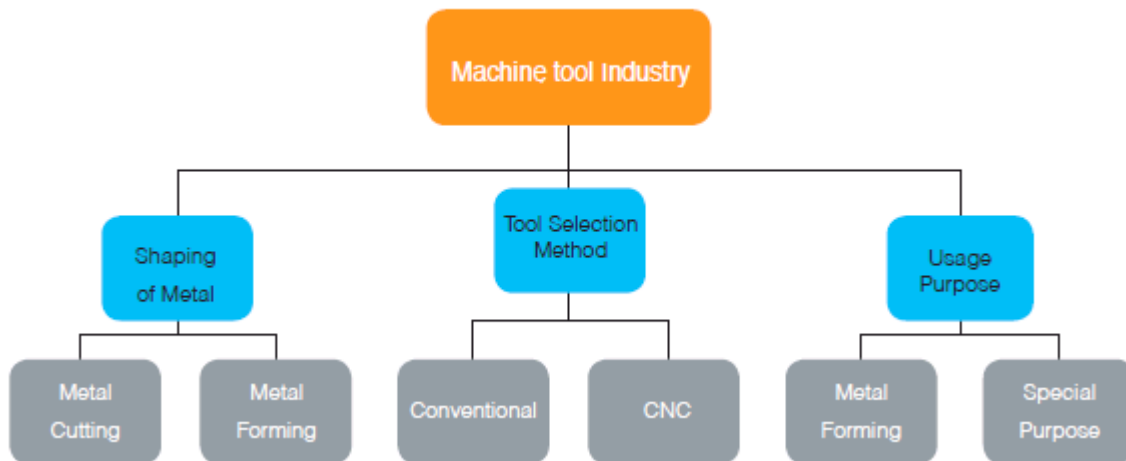 Machine tool Industry
Tool Selection
Method
Shaping
of Metal
Usage
Purpose
Metal
Cutting
Metal
Forming
Conventional
CNC
Metal
Forming
Special
Purpose